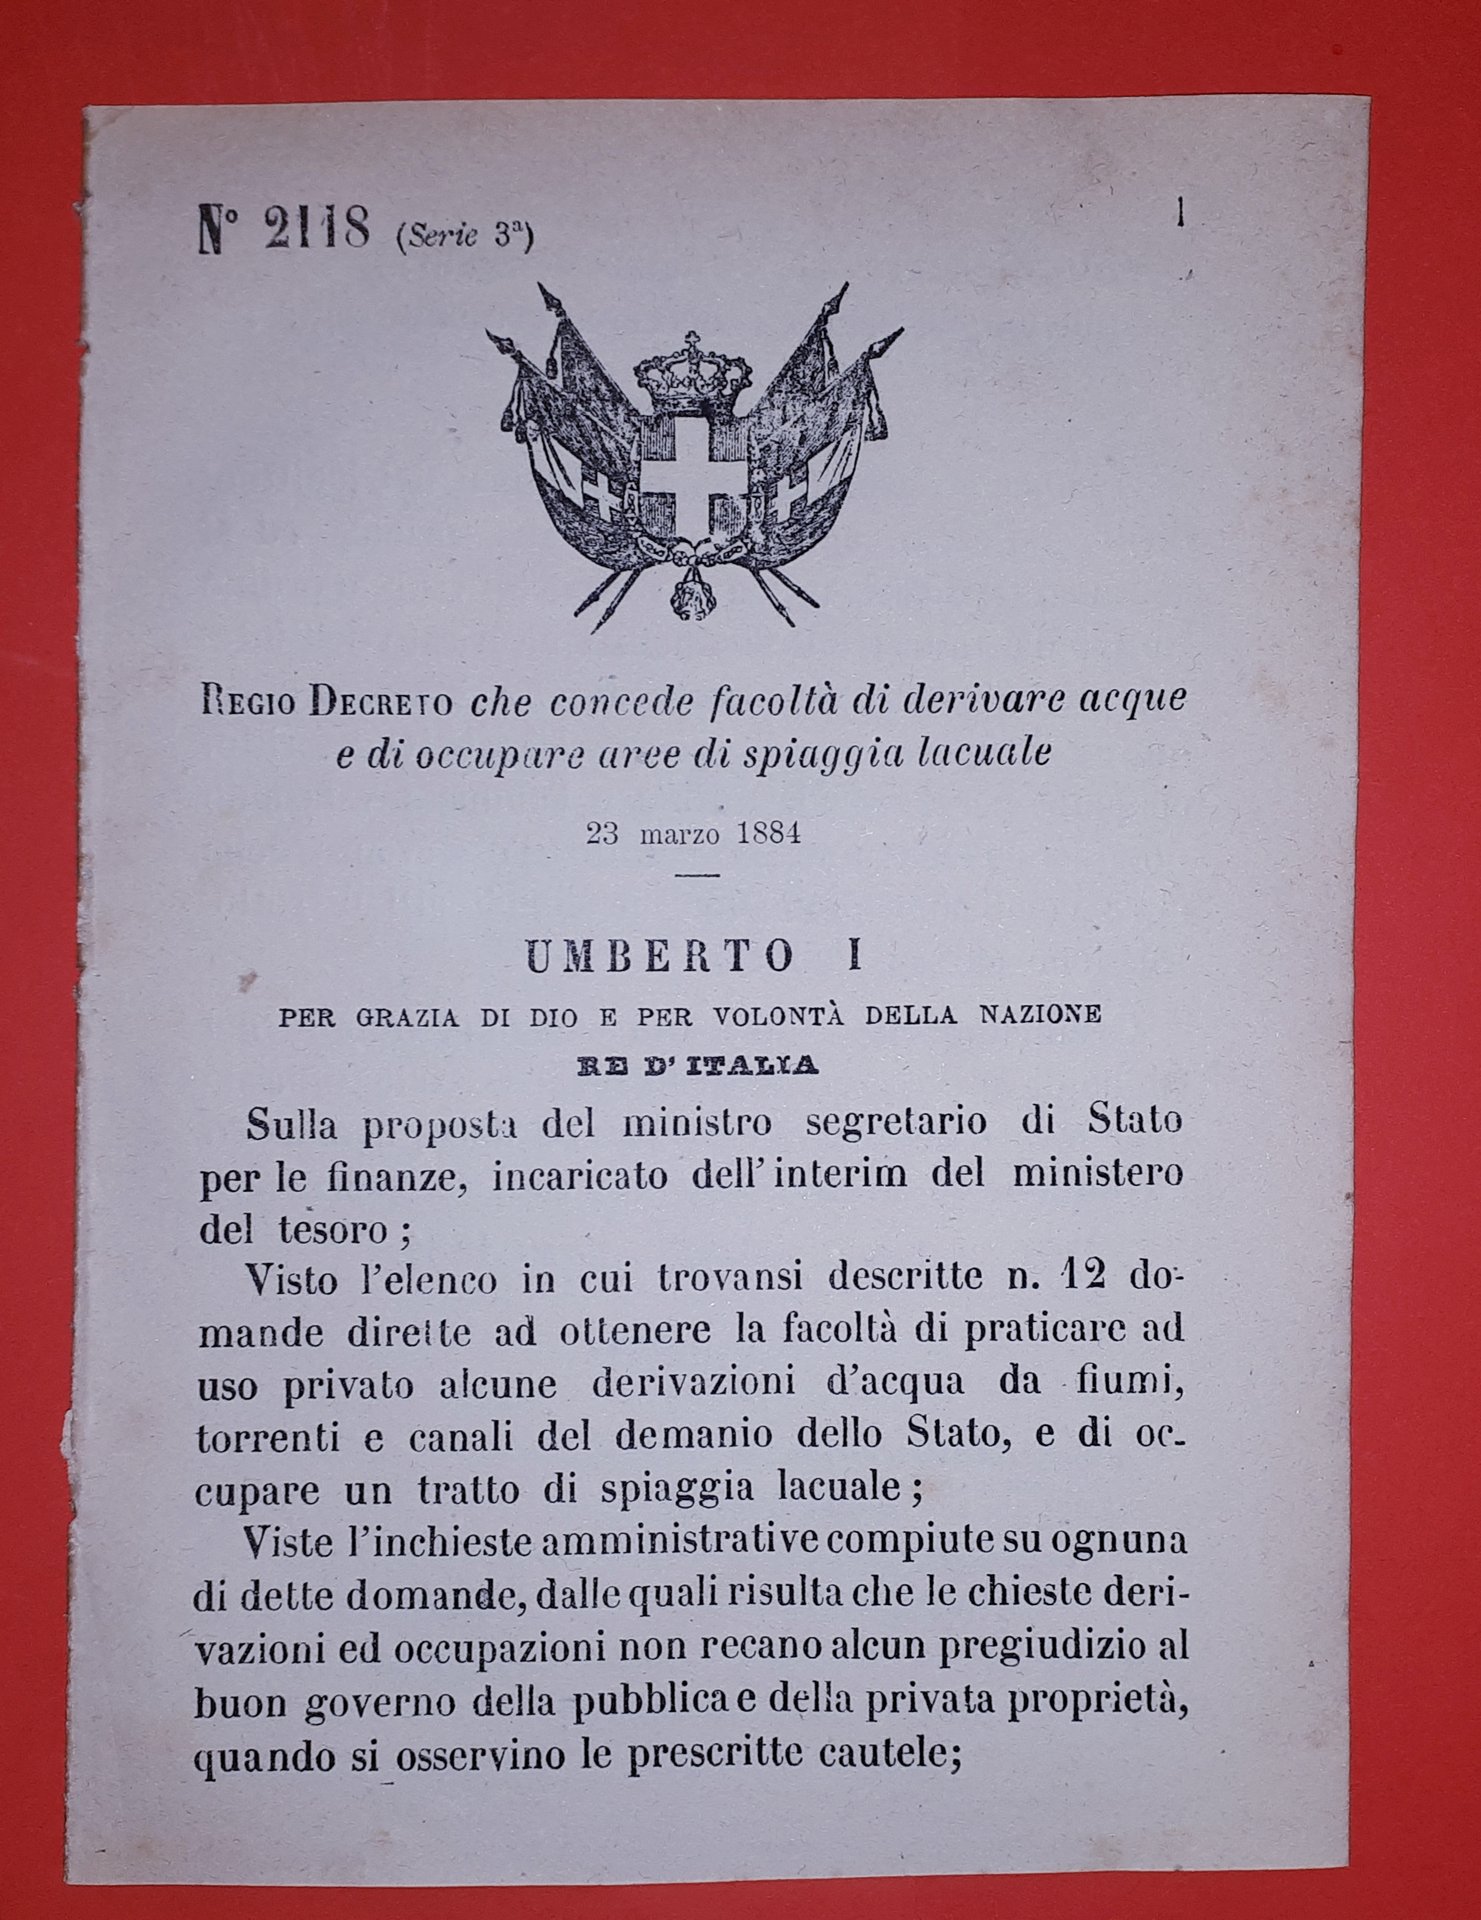 N° 2118 (Serie 3ª)
1
REGIO DECRETO che concede facoltà di derivare acque
e di occupare aree di spiaggia lacuale
23 marzo 1884
UMBERTO I
PER GRAZIA DI DIO E PER VOLONTÀ DELLA NAZIONE
RE D' ITALIA
Sulla proposta del ministro segretario di Stato
per le finanze, incaricato dell' interim del ministero
del tesoro ;
Visto l'elenco in cui trovansi descritte n. 12 do-
mande dirette ad ottenere la facoltà di praticare ad
uso privato alcune derivazioni d'acqua da fiumi,
torrenti e canali del demanio dello Stato, e di oc-
cupare un tratto di spiaggia lacuale ;
Viste l'inchieste amministrative compiute su ognuna
di dette domande, dalle quali risulta che le chieste deri-
vazioni ed occupazioni non recano alcun pregiudizio al
buon governo della pubblica e della privata proprietà,
quando si osservino le prescritte cautele;